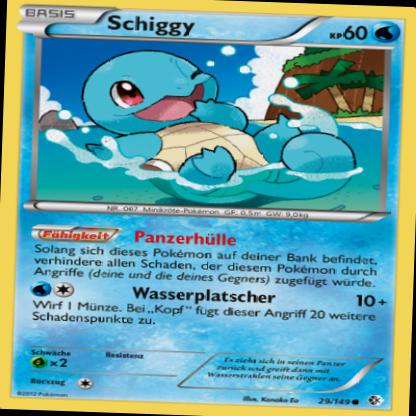 BASIS Schiggy KP60
NR. 007 Minikröte-Pokémon GF: 0,5m GW: 9,0kg
Fähigkeit Panzerhülle
Solang sich dieses Pokémon auf deiner Bank befindet,
verhindere allen Schaden, der diesem Pokémon durch
Angriffe (deine und die deines Gegners) zugefügt würde.
Wasserplatscher 10+
Wirf 1 Münze. Bei „Kopf“ fügt dieser Angriff 20 weitere
Schadenspunkte zu.
Schwäche Resistenz
×2
Rückzug
Es zieht sich in seinen Panzer
zurück und greift dann mit
Wasserstrahlen seine Gegner an.
©2012 Pokémon
Illus. Kanako Eo
29/149